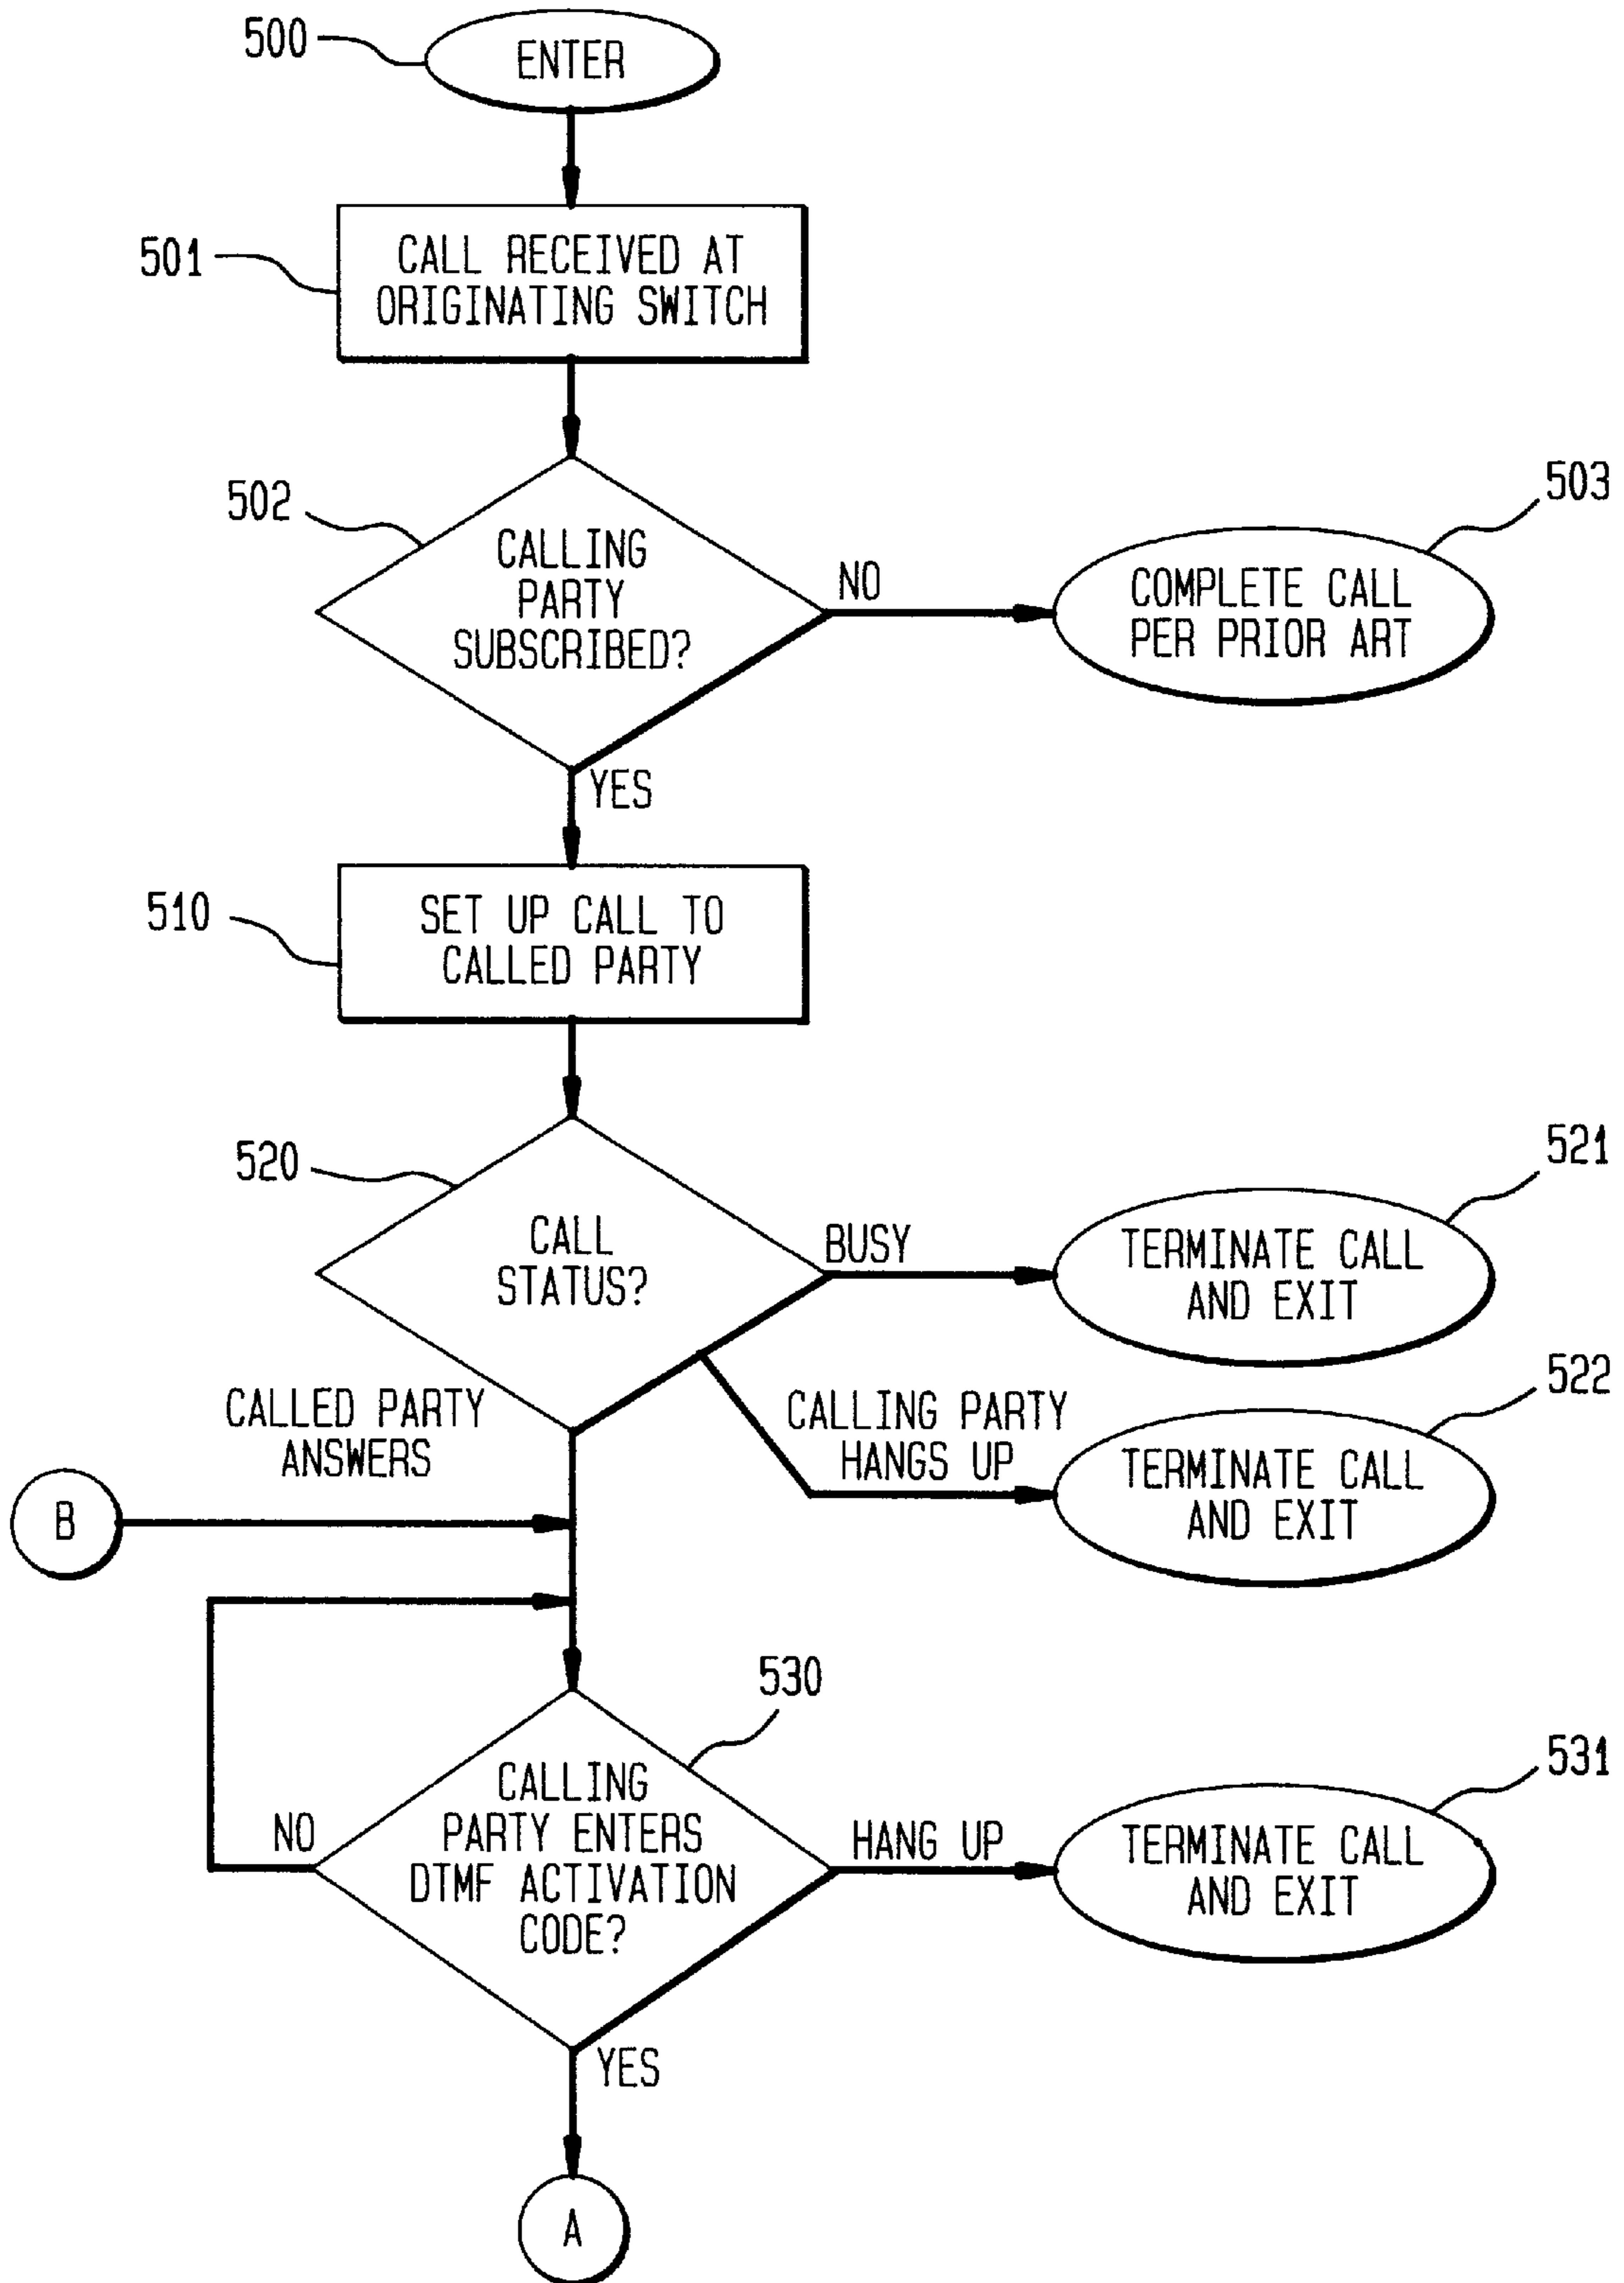 500
ENTER
501
CALL RECEIVED AT
ORIGINATING SWITCH
502
CALLING
PARTY
SUBSCRIBED?
NO
503
COMPLETE CALL
PER PRIOR ART
YES
510
SET UP CALL TO
CALLED PARTY
520
CALL
STATUS?
BUSY
521
TERMINATE CALL
AND EXIT
CALLED PARTY
ANSWERS
CALLING PARTY
HANGS UP
522
TERMINATE CALL
AND EXIT
B
530
CALLING
PARTY ENTERS
DTMF ACTIVATION
CODE?
NO
HANG UP
531
TERMINATE CALL
AND EXIT
YES
A